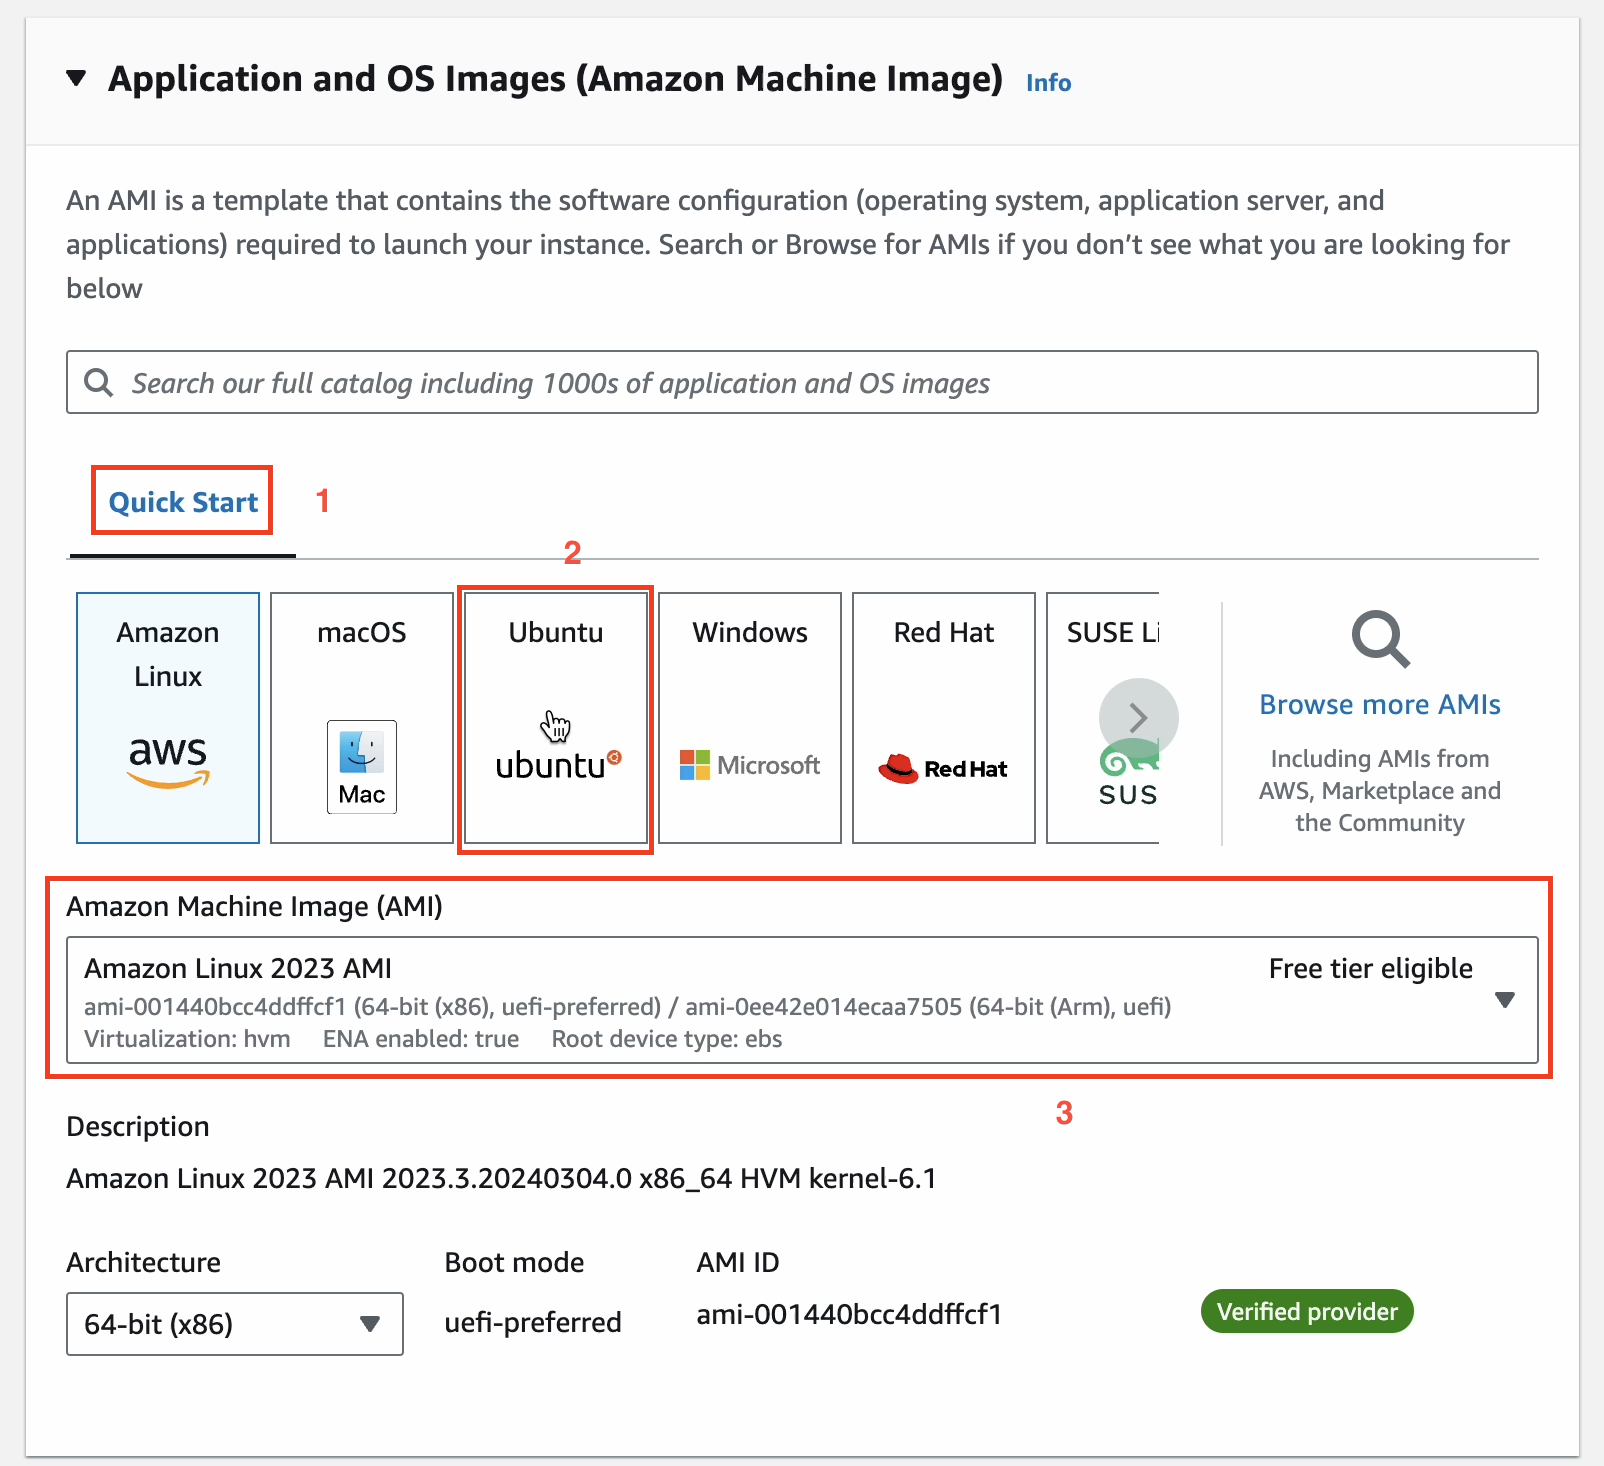 Application and OS Images (Amazon Machine Image) Info
An AMI is a template that contains the software configuration (operating system, application server, and
applications) required to launch your instance. Search or Browse for AMIs if you don’t see what you are looking for
below
Search our full catalog including 1000s of application and OS images
Quick Start
1
2
Amazon
Linux
aws
macOS
Mac
Ubuntu
ubuntu
Windows
Microsoft
Red Hat
Red Hat
SUSE Li
SUS
Browse more AMIs
Including AMIs from
AWS, Marketplace and
the Community
Amazon Machine Image (AMI)
Amazon Linux 2023 AMI Free tier eligible
ami-001440bcc4ddffcf1 (64-bit (x86), uefi-preferred) / ami-0ee42e014ecaa7505 (64-bit (Arm), uefi)
Virtualization: hvm ENA enabled: true Root device type: ebs
3
Description
Amazon Linux 2023 AMI 2023.3.20240304.0 x86_64 HVM kernel-6.1
Architecture Boot mode AMI ID
64-bit (x86) uefi-preferred ami-001440bcc4ddffcf1 Verified provider